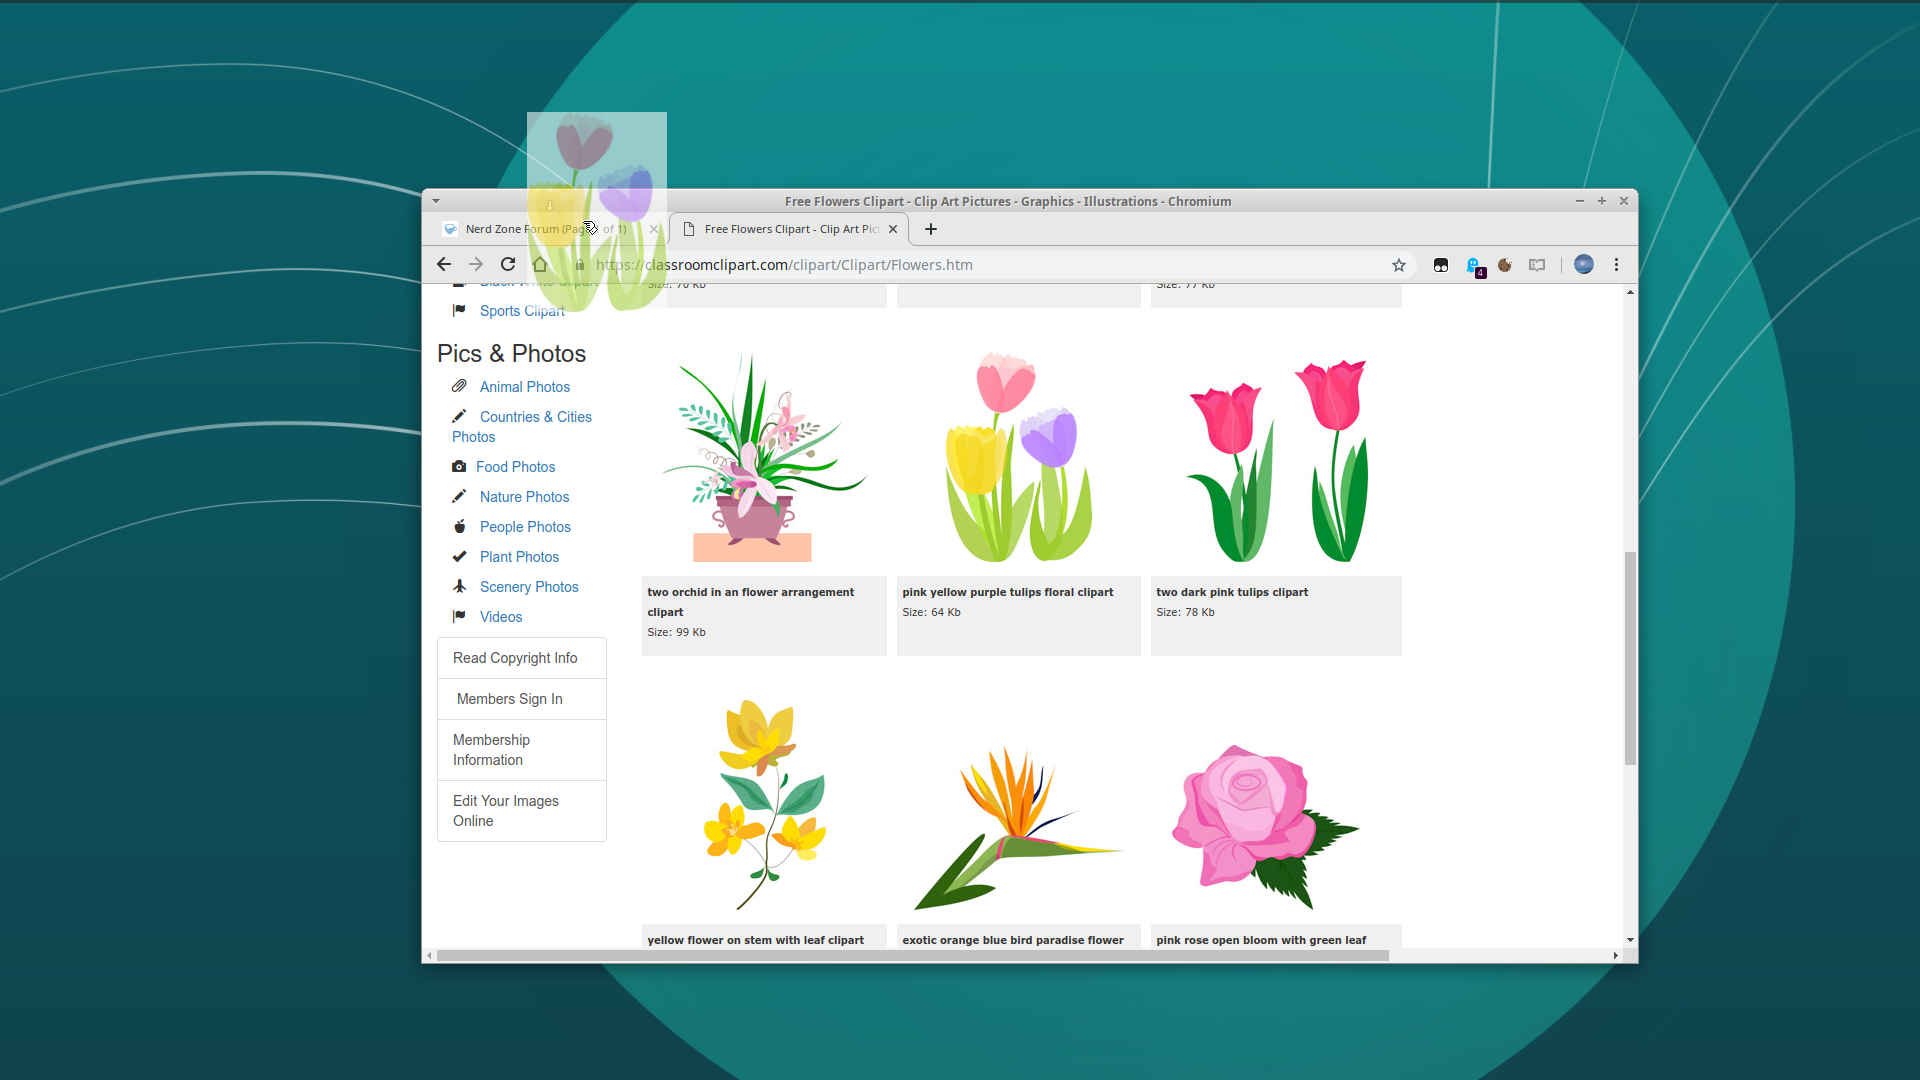 Free Flowers Clipart - Clip Art Pictures - Graphics - Illustrations - Chromium
Nerd Zone Forum (Pag of 1)
Free Flowers Clipart - Clip Art Pic
https://classroomclipart.com/clipart/Clipart/Flowers.htm
4
Black White Clipart
Size: 70 Kb
Size: 77 Kb
Sports Clipart
Pics & Photos
Animal Photos
Countries & Cities
Photos
Food Photos
Nature Photos
People Photos
Plant Photos
Scenery Photos
Videos
Read Copyright Info
Members Sign In
Membership
Information
Edit Your Images
Online
two orchid in an flower arrangement
clipart
Size: 99 Kb
pink yellow purple tulips floral clipart
Size: 64 Kb
two dark pink tulips clipart
Size: 78 Kb
yellow flower on stem with leaf clipart
exotic orange blue bird paradise flower
pink rose open bloom with green leaf